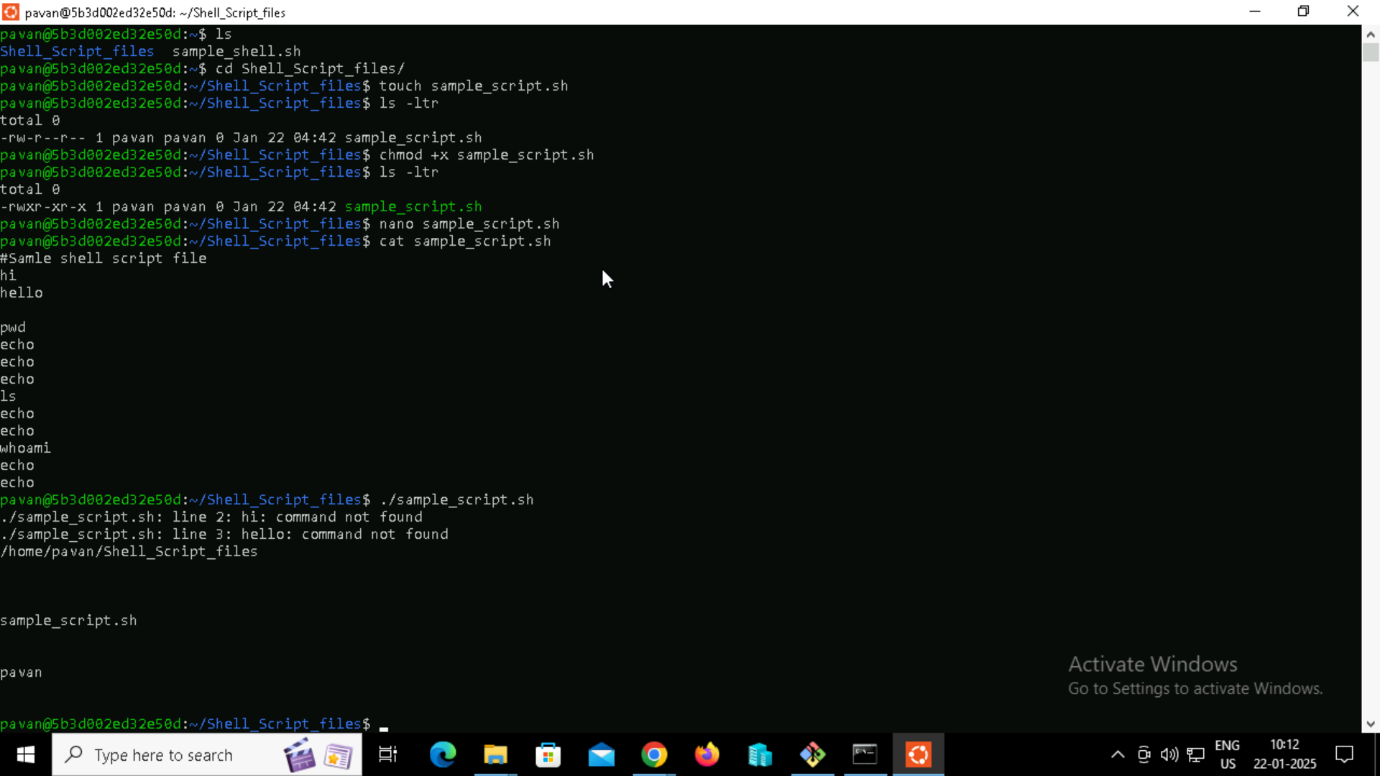 pavan@5b3d002ed32e50d: ~/Shell_Script_files
pavan@5b3d002ed32e50d:~$ ls
Shell_Script_files  sample_shell.sh
pavan@5b3d002ed32e50d:~$ cd Shell_Script_files/
pavan@5b3d002ed32e50d:~/Shell_Script_files$ touch sample_script.sh
pavan@5b3d002ed32e50d:~/Shell_Script_files$ ls -ltr
total 0
-rw-r--r-- 1 pavan pavan 0 Jan 22 04:42 sample_script.sh
pavan@5b3d002ed32e50d:~/Shell_Script_files$ chmod +x sample_script.sh
pavan@5b3d002ed32e50d:~/Shell_Script_files$ ls -ltr
total 0
-rwxr-xr-x 1 pavan pavan 0 Jan 22 04:42 sample_script.sh
pavan@5b3d002ed32e50d:~/Shell_Script_files$ nano sample_script.sh
pavan@5b3d002ed32e50d:~/Shell_Script_files$ cat sample_script.sh
#Samle shell script file
hi
hello
pwd
echo
echo
echo
ls
echo
echo
whoami
echo
echo
pavan@5b3d002ed32e50d:~/Shell_Script_files$ ./sample_script.sh
./sample_script.sh: line 2: hi: command not found
./sample_script.sh: line 3: hello: command not found
/home/pavan/Shell_Script_files
sample_script.sh
pavan
pavan@5b3d002ed32e50d:~/Shell_Script_files$
Activate Windows
Go to Settings to activate Windows.
Type here to search
ENG
US
10:12
22-01-2025